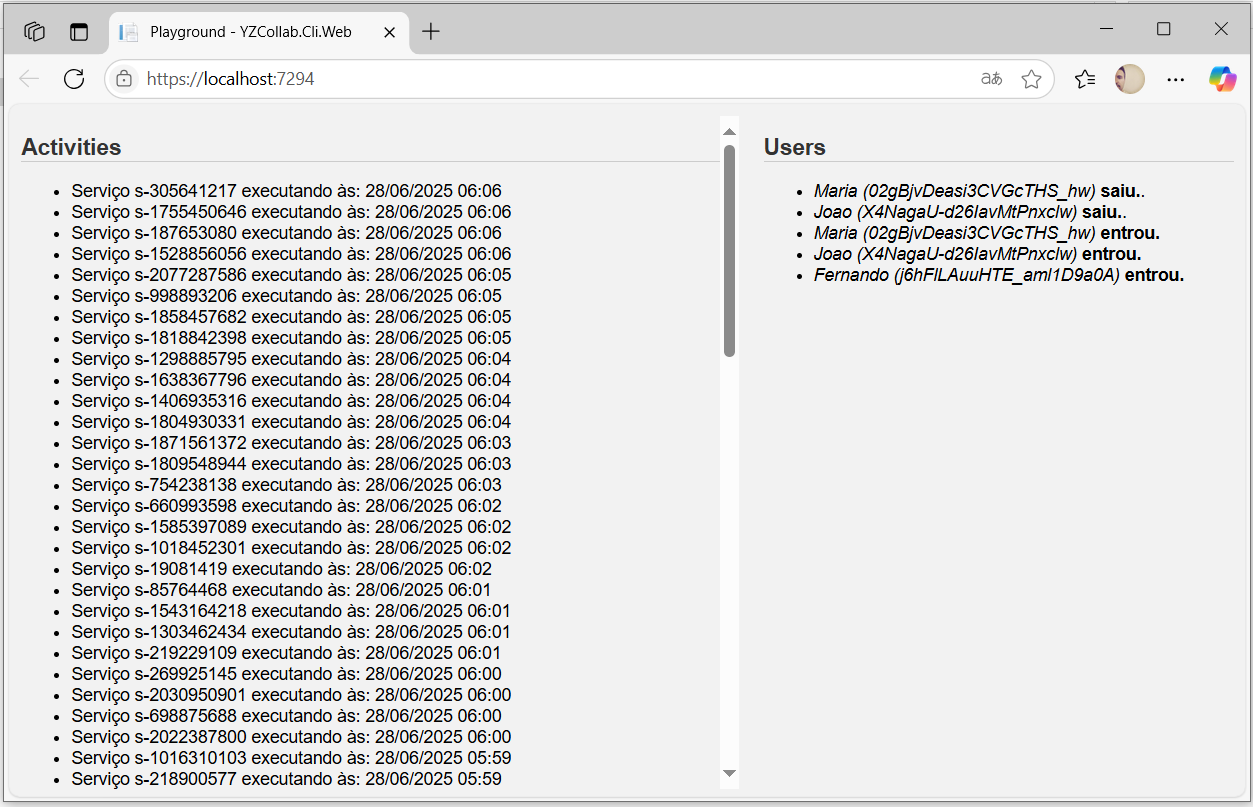 Playground - YZCollab.Cli.Web
https://localhost:7294
Activities
Serviço s-305641217 executando às: 28/06/2025 06:06
Serviço s-1755450646 executando às: 28/06/2025 06:06
Serviço s-187653080 executando às: 28/06/2025 06:06
Serviço s-1528856056 executando às: 28/06/2025 06:06
Serviço s-2077287586 executando às: 28/06/2025 06:05
Serviço s-998893206 executando às: 28/06/2025 06:05
Serviço s-1858457682 executando às: 28/06/2025 06:05
Serviço s-1818842398 executando às: 28/06/2025 06:05
Serviço s-1298885795 executando às: 28/06/2025 06:04
Serviço s-1638367796 executando às: 28/06/2025 06:04
Serviço s-1406935316 executando às: 28/06/2025 06:04
Serviço s-1804930331 executando às: 28/06/2025 06:04
Serviço s-1871561372 executando às: 28/06/2025 06:03
Serviço s-1809548944 executando às: 28/06/2025 06:03
Serviço s-754238138 executando às: 28/06/2025 06:03
Serviço s-660993598 executando às: 28/06/2025 06:02
Serviço s-1585397089 executando às: 28/06/2025 06:02
Serviço s-1018452301 executando às: 28/06/2025 06:02
Serviço s-19081419 executando às: 28/06/2025 06:02
Serviço s-85764468 executando às: 28/06/2025 06:01
Serviço s-1543164218 executando às: 28/06/2025 06:01
Serviço s-1303462434 executando às: 28/06/2025 06:01
Serviço s-219229109 executando às: 28/06/2025 06:01
Serviço s-269925145 executando às: 28/06/2025 06:00
Serviço s-2030950901 executando às: 28/06/2025 06:00
Serviço s-698875688 executando às: 28/06/2025 06:00
Serviço s-2022387800 executando às: 28/06/2025 06:00
Serviço s-1016310103 executando às: 28/06/2025 05:59
Serviço s-218900577 executando às: 28/06/2025 05:59
Users
Maria (02gBjvDeasi3CVGcTHS_hw) saiu..
Joao (X4NagaU-d26IavMtPnxclw) saiu..
Maria (02gBjvDeasi3CVGcTHS_hw) entrou.
Joao (X4NagaU-d26IavMtPnxclw) entrou.
Fernando (j6hFlLAuuHTE_aml1D9a0A) entrou.